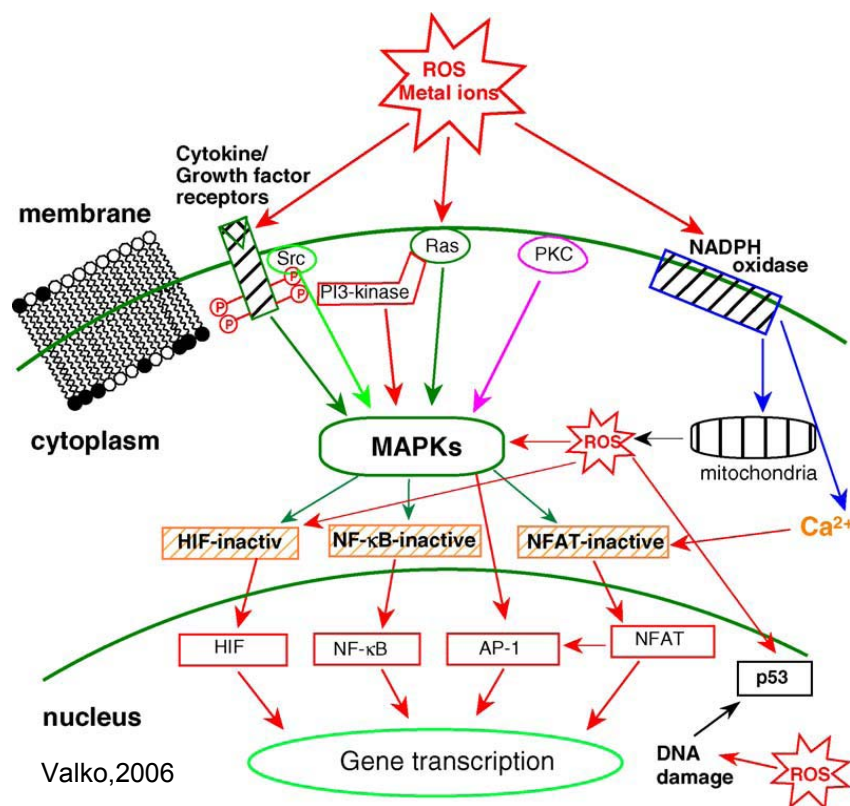 ROS
Metal ions
Cytokine/
Growth factor
receptors
membrane
Src
Ras
PKC
NADPH
oxidase
P
P
P
P
PI3-kinase
cytoplasm
MAPKs
ROS
mitochondria
Ca²⁺
HIF-inactiv
NF-κB-inactive
NFAT-inactive
HIF
NF-κB
AP-1
NFAT
p53
nucleus
Gene transcription
DNA
damage
ROS
Valko,2006